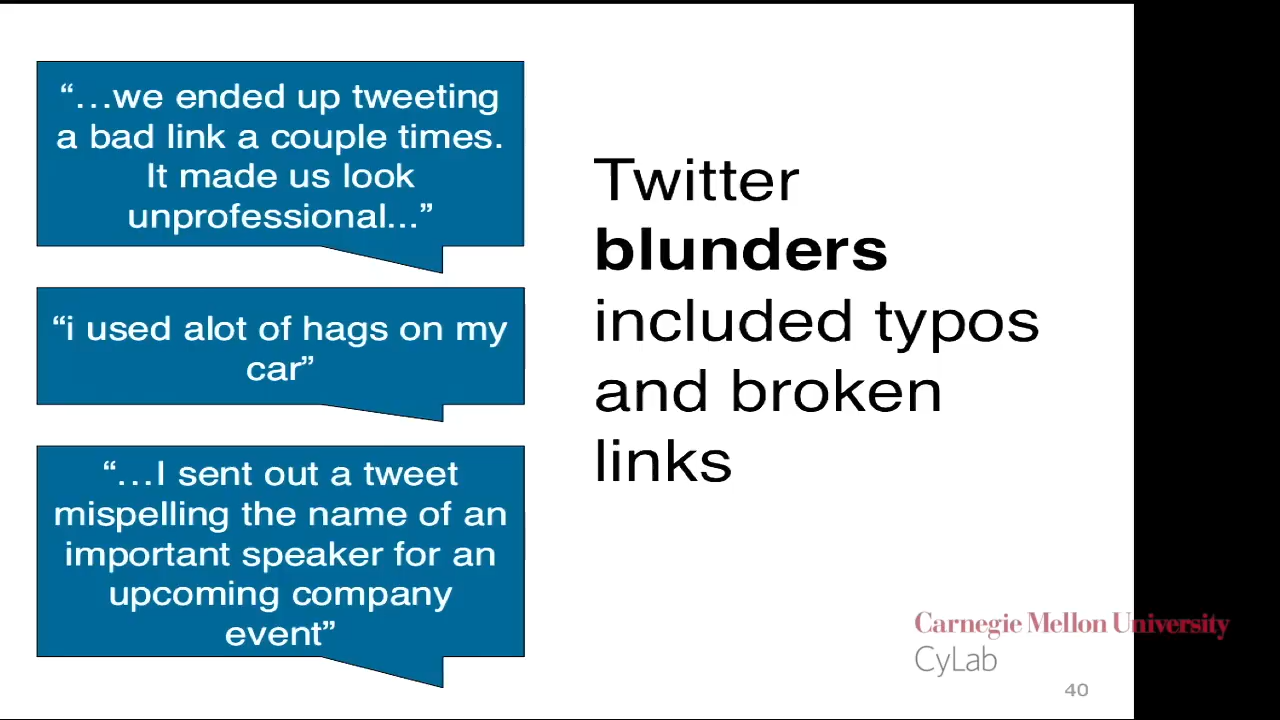 “…we ended up tweeting
a bad link a couple times.
It made us look
unprofessional...”
“i used alot of hags on my
car”
“…I sent out a tweet
mispelling the name of an
important speaker for an
upcoming company
event”
Twitter
blunders
included typos
and broken
links
Carnegie Mellon University
CyLab
40